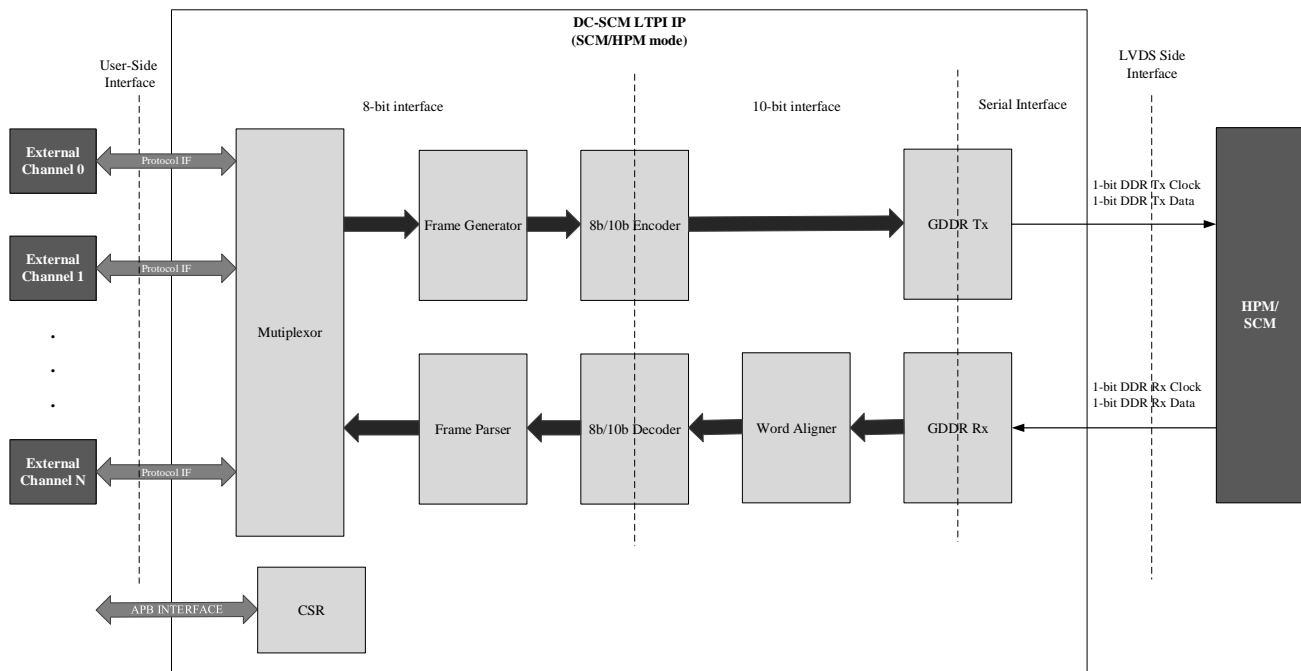 DC-SCM LTPI IP
(SCM/HPM mode)
User-Side
Interface
LVDS Side
Interface
8-bit interface
10-bit interface
Serial Interface
External
Channel 0
Protocol IF
Frame Generator
8b/10b Encoder
GDDR Tx
1-bit DDR Tx Clock
1-bit DDR Tx Data
External
Channel 1
Protocol IF
Mutiplexor
HPM/
SCM
Frame Parser
8b/10b Decoder
Word Aligner
GDDR Rx
1-bit DDR Rx Clock
1-bit DDR Rx Data
External
Channel N
Protocol IF
APB INTERFACE
CSR